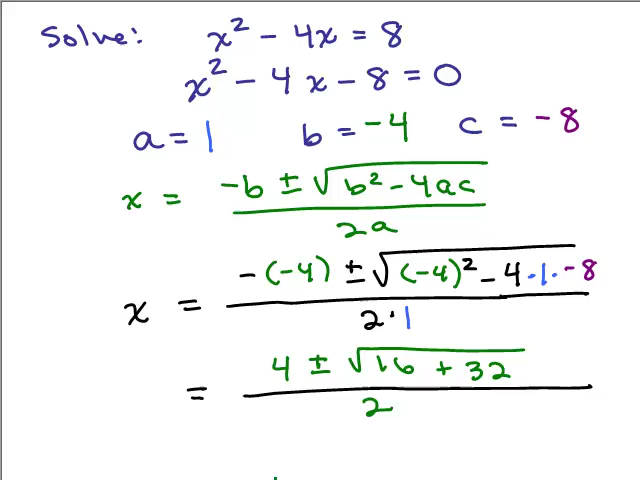 Solve: x² - 4x = 8
x² - 4x - 8 = 0
a = 1 b = -4 c = -8
x = (-b ± √(b² - 4ac)) / 2a
x = (-(-4) ± √((-4)² - 4·1·-8)) / 2·1
= (4 ± √(16 + 32)) / 2